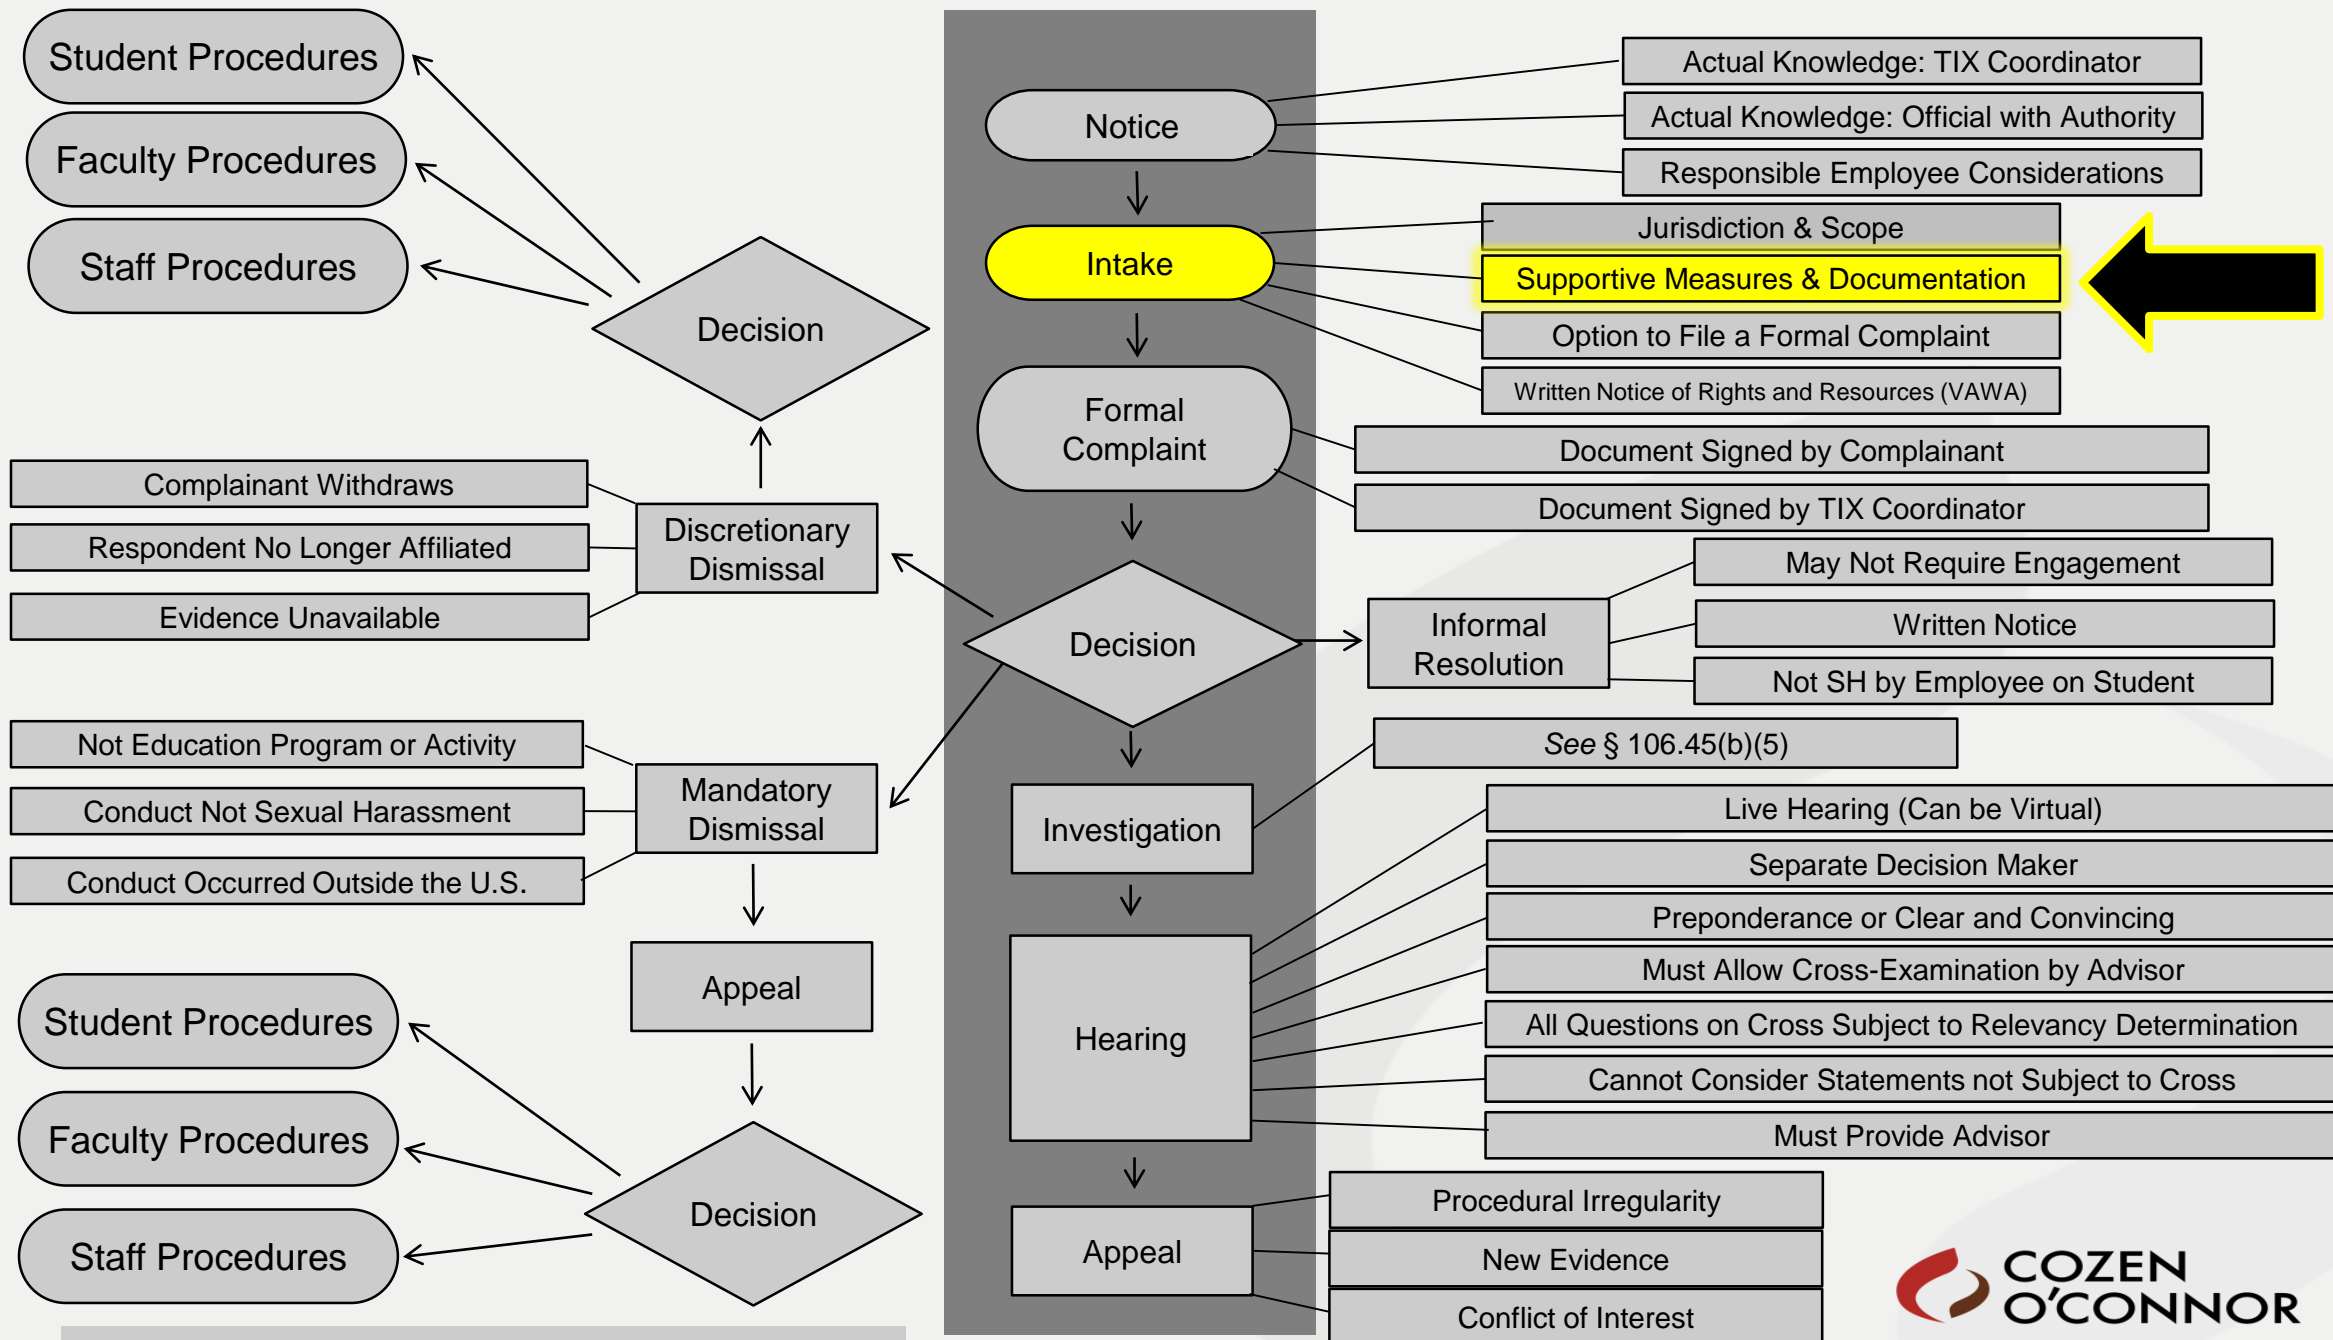 Student Procedures
Faculty Procedures
Staff Procedures
Decision
Complainant Withdraws
Respondent No Longer Affiliated
Evidence Unavailable
Discretionary
Dismissal
Not Education Program or Activity
Conduct Not Sexual Harassment
Conduct Occurred Outside the U.S.
Mandatory
Dismissal
Appeal
Student Procedures
Faculty Procedures
Staff Procedures
Decision
Notice
Actual Knowledge: TIX Coordinator
Actual Knowledge: Official with Authority
Responsible Employee Considerations
Intake
Jurisdiction & Scope
Supportive Measures & Documentation
Option to File a Formal Complaint
Written Notice of Rights and Resources (VAWA)
Formal
Complaint
Document Signed by Complainant
Document Signed by TIX Coordinator
Decision
Informal
Resolution
May Not Require Engagement
Written Notice
Not SH by Employee on Student
Investigation
See § 106.45(b)(5)
Hearing
Live Hearing (Can be Virtual)
Separate Decision Maker
Preponderance or Clear and Convincing
Must Allow Cross-Examination by Advisor
All Questions on Cross Subject to Relevancy Determination
Cannot Consider Statements not Subject to Cross
Must Provide Advisor
Appeal
Procedural Irregularity
New Evidence
Conflict of Interest
COZEN
O'CONNOR